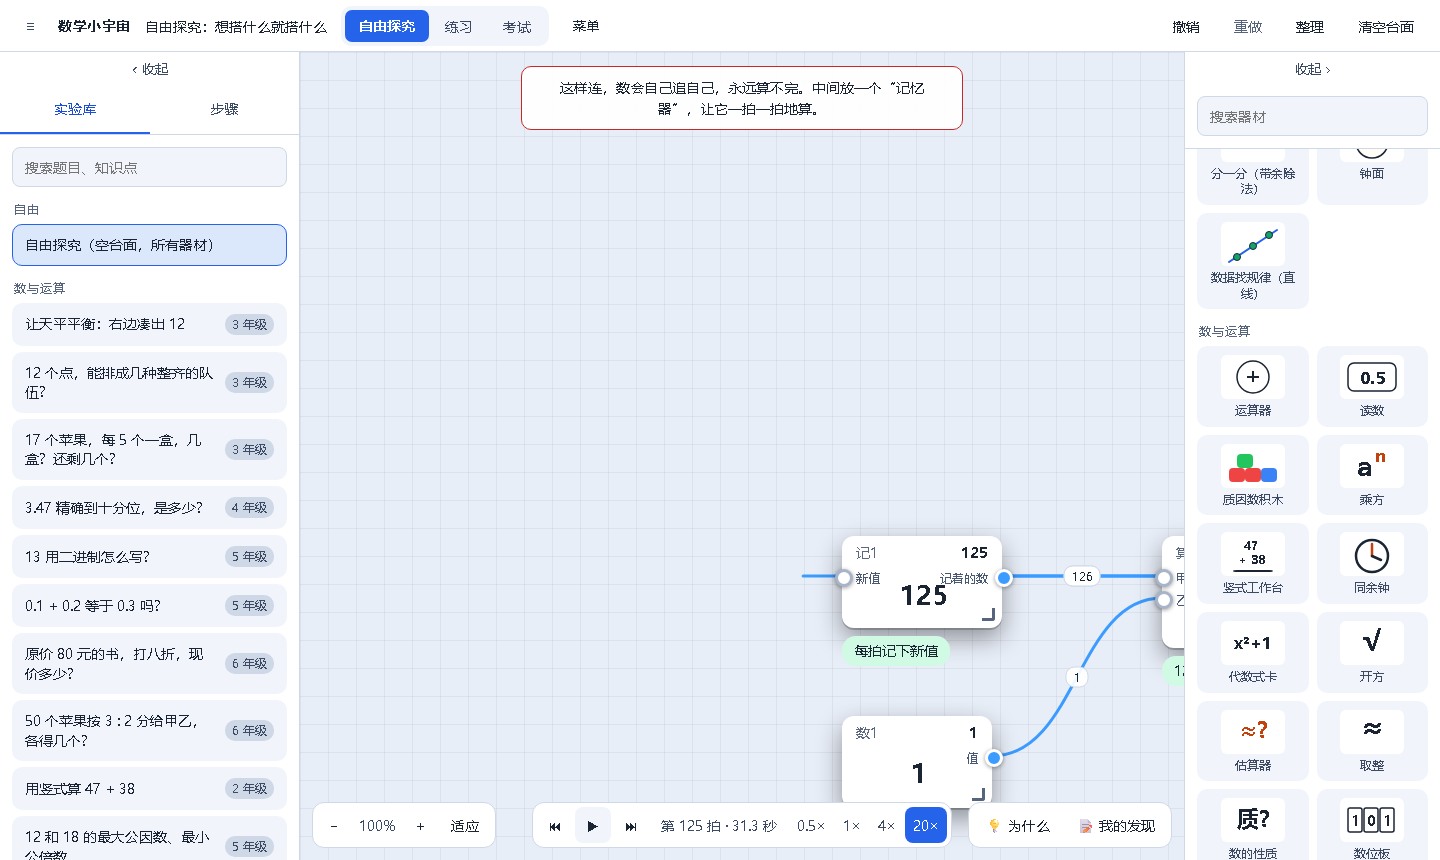 ≡ 数学小宇宙 自由探究：想搭什么就搭什么 自由探究 练习 考试 菜单 撤销 重做 整理 清空台面
‹ 收起
实验库 步骤
搜索题目、知识点
自由
自由探究（空台面，所有器材）
数与运算
让天平平衡：右边凑出 12 3 年级
12 个点，能排成几种整齐的队
伍？ 3 年级
17 个苹果，每 5 个一盒，几
盒？还剩几个？ 3 年级
3.47 精确到十分位，是多少？ 4 年级
13 用二进制怎么写？ 5 年级
0.1 + 0.2 等于 0.3 吗？ 5 年级
原价 80 元的书，打八折，现
价多少？ 6 年级
50 个苹果按 3 : 2 分给甲乙，
各得几个？ 6 年级
用竖式算 47 + 38 2 年级
12 和 18 的最大公因数、最小
公倍数 5 年级
这样连，数会自己追自己，永远算不完。中间放一个“记忆
器”，让它一拍一拍地算。
记1 125
新值 记着的数
125
每拍记下新值
126
1
数1 1
值
1
算
甲
乙
12
− 100% + 适应
⏮ ▶ ⏭ 第 125 拍 · 31.3 秒 0.5× 1× 4× 20×
为什么 我的发现
收起 ›
搜索器材
分一分（带余除
法）
钟面
数据找规律（直
线）
数与运算
+
运算器
0.5
读数
质因数积木
aⁿ
乘方
47
+ 38
竖式工作台
同余钟
x²+1
代数式卡
√
开方
≈?
估算器
≈
取整
质?
数的性质
1 0 1
数位板